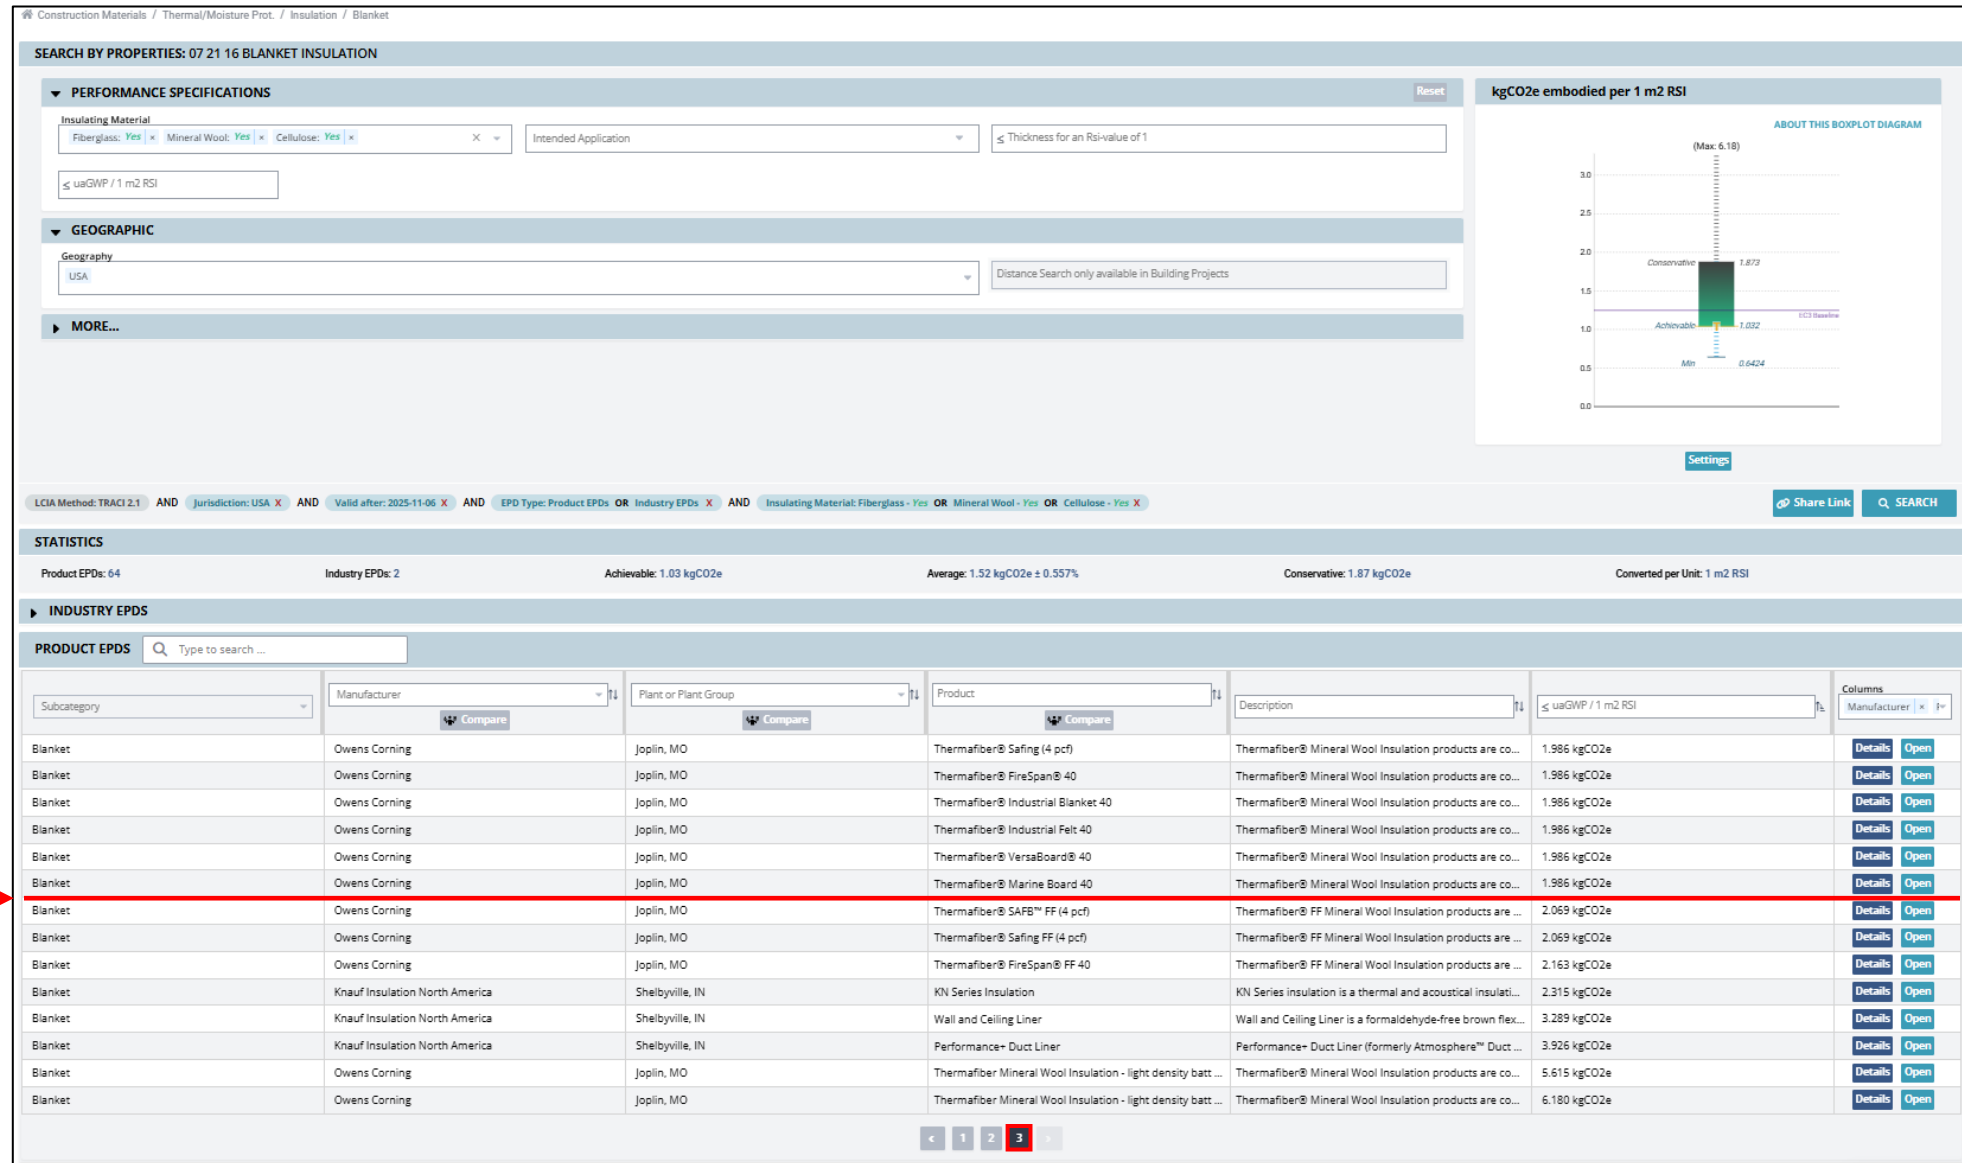 Construction Materials / Thermal/Moisture Prot. / Insulation / Blanket
SEARCH BY PROPERTIES: 07 21 16 BLANKET INSULATION
PERFORMANCE SPECIFICATIONS
Reset
Insulating Material
Fiberglass: Yes × Mineral Wool: Yes × Cellulose: Yes ×
Intended Application
≤ Thickness for an Rsi-value of 1
≤ uaGWP / 1 m2 RSI
GEOGRAPHIC
Geography
USA
Distance Search only available in Building Projects
MORE...
kgCO2e embodied per 1 m2 RSI
ABOUT THIS BOXPLOT DIAGRAM
(Max: 6.18)
3.0
2.5
2.0
Conservative 1.873
1.5
EC3 Baseline
1.0 Achievable 1.032
Min 0.6424
0.5
0.0
Settings
LCIA Method: TRACI 2.1 AND Jurisdiction: USA X AND Valid after: 2025-11-06 X AND EPD Type: Product EPDs OR Industry EPDs X AND Insulating Material: Fiberglass - Yes OR Mineral Wool - Yes OR Cellulose - Yes X
Share Link
SEARCH
STATISTICS
Product EPDs: 64 Industry EPDs: 2 Achievable: 1.03 kgCO2e Average: 1.52 kgCO2e ± 0.557% Conservative: 1.87 kgCO2e Converted per Unit: 1 m2 RSI
INDUSTRY EPDS
PRODUCT EPDS Type to search ...
Subcategory Manufacturer Plant or Plant Group Product Description ≤ uaGWP / 1 m2 RSI Columns
Manufacturer ×
Compare Compare Compare
Blanket Owens Corning Joplin, MO Thermafiber® Safing (4 pcf) Thermafiber® Mineral Wool Insulation products are co... 1.986 kgCO2e Details Open
Blanket Owens Corning Joplin, MO Thermafiber® FireSpan® 40 Thermafiber® Mineral Wool Insulation products are co... 1.986 kgCO2e Details Open
Blanket Owens Corning Joplin, MO Thermafiber® Industrial Blanket 40 Thermafiber® Mineral Wool Insulation products are co... 1.986 kgCO2e Details Open
Blanket Owens Corning Joplin, MO Thermafiber® Industrial Felt 40 Thermafiber® Mineral Wool Insulation products are co... 1.986 kgCO2e Details Open
Blanket Owens Corning Joplin, MO Thermafiber® VersaBoard® 40 Thermafiber® Mineral Wool Insulation products are co... 1.986 kgCO2e Details Open
Blanket Owens Corning Joplin, MO Thermafiber® Marine Board 40 Thermafiber® Mineral Wool Insulation products are co... 1.986 kgCO2e Details Open
Blanket Owens Corning Joplin, MO Thermafiber® SAFB™ FF (4 pcf) Thermafiber® FF Mineral Wool Insulation products are ... 2.069 kgCO2e Details Open
Blanket Owens Corning Joplin, MO Thermafiber® Safing FF (4 pcf) Thermafiber® FF Mineral Wool Insulation products are ... 2.069 kgCO2e Details Open
Blanket Owens Corning Joplin, MO Thermafiber® FireSpan® FF 40 Thermafiber® FF Mineral Wool Insulation products are ... 2.163 kgCO2e Details Open
Blanket Knauf Insulation North America Shelbyville, IN KN Series Insulation KN Series insulation is a thermal and acoustical insulati... 2.315 kgCO2e Details Open
Blanket Knauf Insulation North America Shelbyville, IN Wall and Ceiling Liner Wall and Ceiling Liner is a formaldehyde-free brown flex... 3.289 kgCO2e Details Open
Blanket Knauf Insulation North America Shelbyville, IN Performance+ Duct Liner Performance+ Duct Liner (formerly Atmosphere™ Duct ... 3.926 kgCO2e Details Open
Blanket Owens Corning Joplin, MO Thermafiber Mineral Wool Insulation - light density batt ... Thermafiber® Mineral Wool Insulation products are co... 5.615 kgCO2e Details Open
Blanket Owens Corning Joplin, MO Thermafiber Mineral Wool Insulation - light density batt ... Thermafiber® Mineral Wool Insulation products are co... 6.180 kgCO2e Details Open
‹ 1 2 3 ›